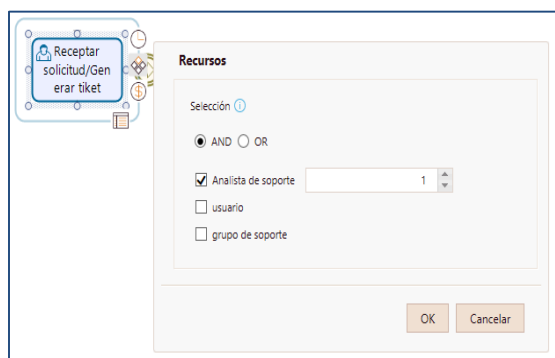 Receptar
solicitud/Gen
erar tiket
Recursos
Selección
AND OR
Analista de soporte 1
usuario
grupo de soporte
OK Cancelar